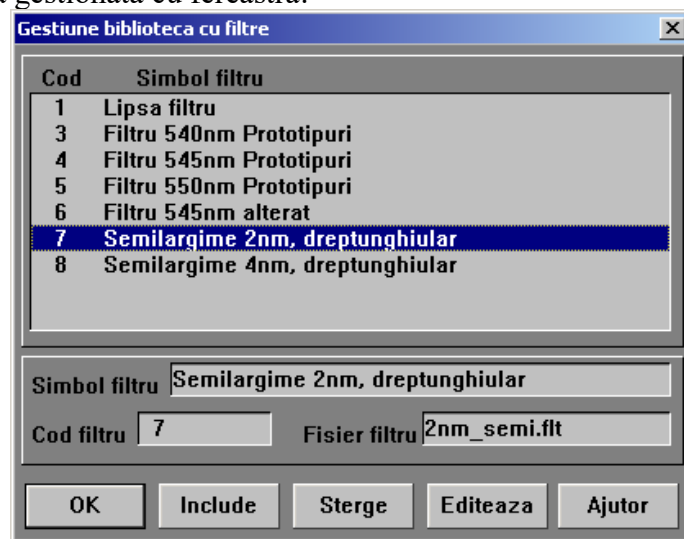 gestionata cu fereastra:
Gestiune biblioteca cu filtre
Cod Simbol filtru
1 Lipsa filtru
3 Filtru 540nm Prototipuri
4 Filtru 545nm Prototipuri
5 Filtru 550nm Prototipuri
6 Filtru 545nm alterat
7 Semilargime 2nm, dreptunghiular
8 Semilargime 4nm, dreptunghiular
Simbol filtru Semilargime 2nm, dreptunghiular
Cod filtru 7 Fisier filtru 2nm_semi.flt
OK Include Sterge Editeaza Ajutor